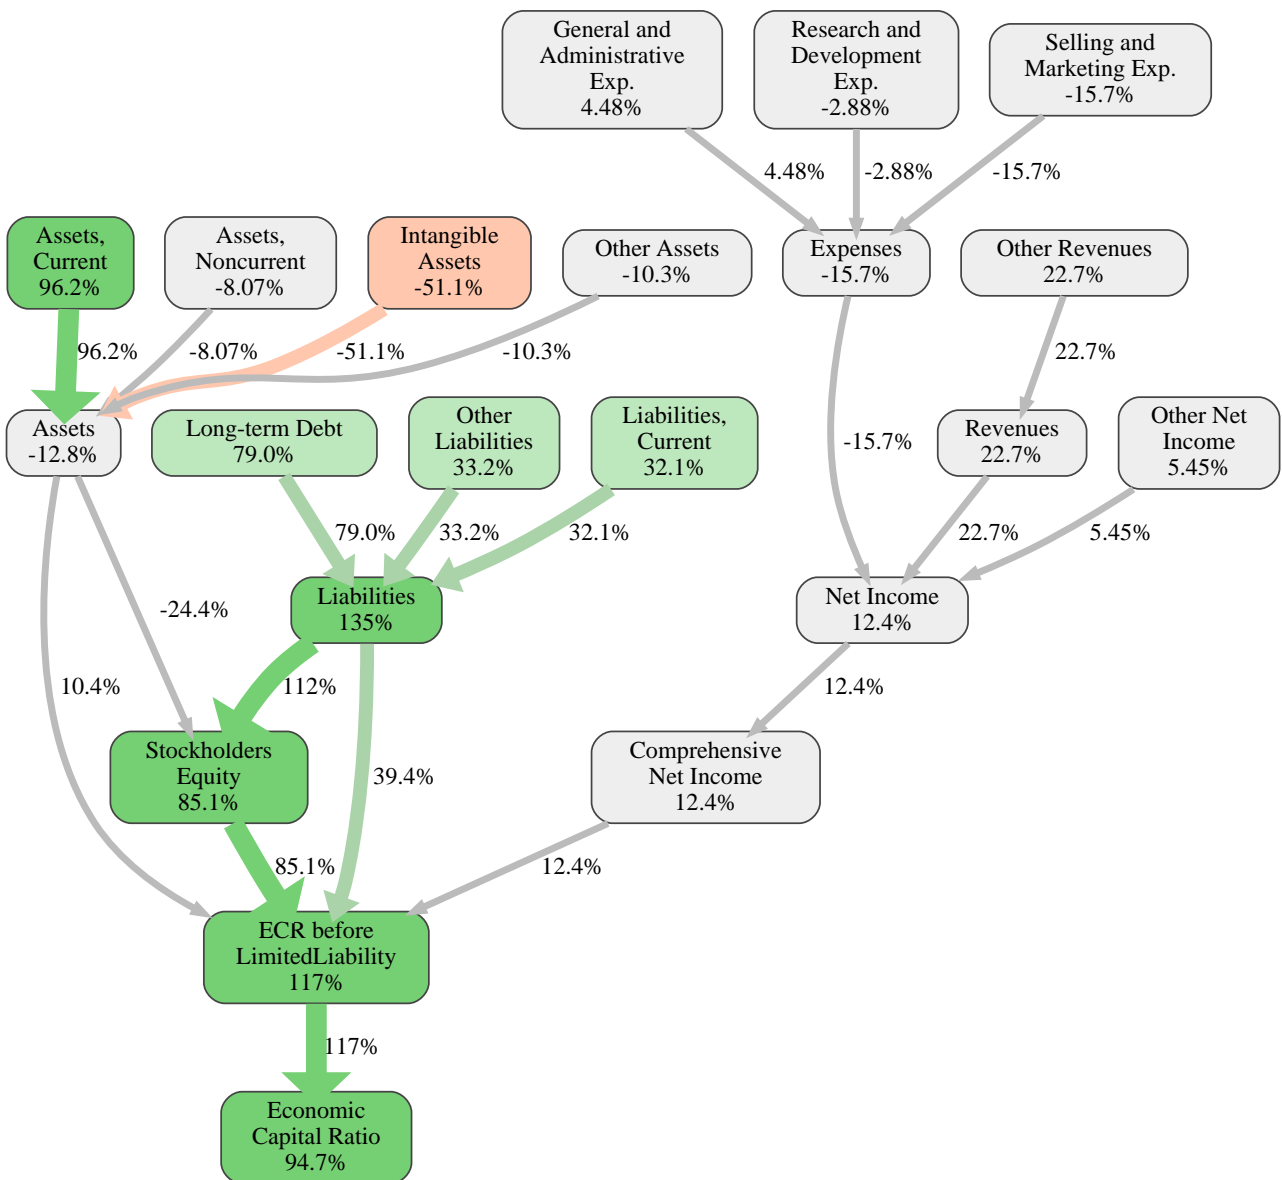 General and
Administrative
Exp.
4.48%
Research and
Development
Exp.
-2.88%
Selling and
Marketing Exp.
-15.7%
4.48%
-2.88%
-15.7%
Assets,
Current
96.2%
Assets,
Noncurrent
-8.07%
Intangible
Assets
-51.1%
Other Assets
-10.3%
Expenses
-15.7%
Other Revenues
22.7%
96.2%
-8.07%
-51.1%
-10.3%
22.7%
Assets
-12.8%
Long-term Debt
79.0%
Other
Liabilities
33.2%
Liabilities,
Current
32.1%
-15.7%
Revenues
22.7%
Other Net
Income
5.45%
79.0%
33.2%
32.1%
22.7%
5.45%
-24.4%
Liabilities
135%
Net Income
12.4%
10.4%
112%
12.4%
Stockholders
Equity
85.1%
39.4%
Comprehensive
Net Income
12.4%
85.1%
12.4%
ECR before
LimitedLiability
117%
117%
Economic
Capital Ratio
94.7%